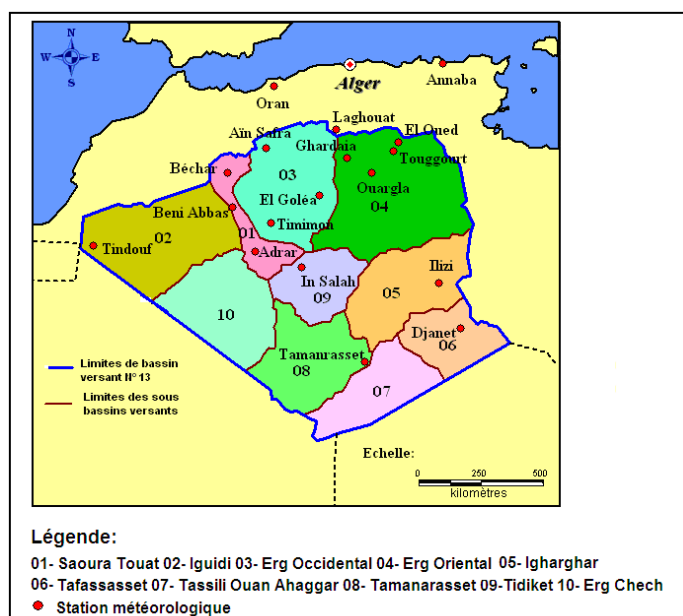 N
W E
S
Alger
Annaba
Oran
Laghouat
El Oued
Aïn Safra
Ghardaia
Touggourt
Béchar
03
Ouargla
El Goléa
04
Beni Abbas
Timimon
01
02
Tindouf
Adrar
In Salah
Ilizi
09
05
10
Djanet
06
Tamanrasset
08
07
Limites de bassin
versant N° 13
Limites des sous
bassins versants
Echelle:
0 250 500
kilomètres
Légende:
01- Saoura Touat 02- Iguidi 03- Erg Occidental 04- Erg Oriental 05- Igharghar
06- Tafassasset 07- Tassili Ouan Ahaggar 08- Tamanarasset 09-Tidiket 10- Erg Chech
Station météorologique